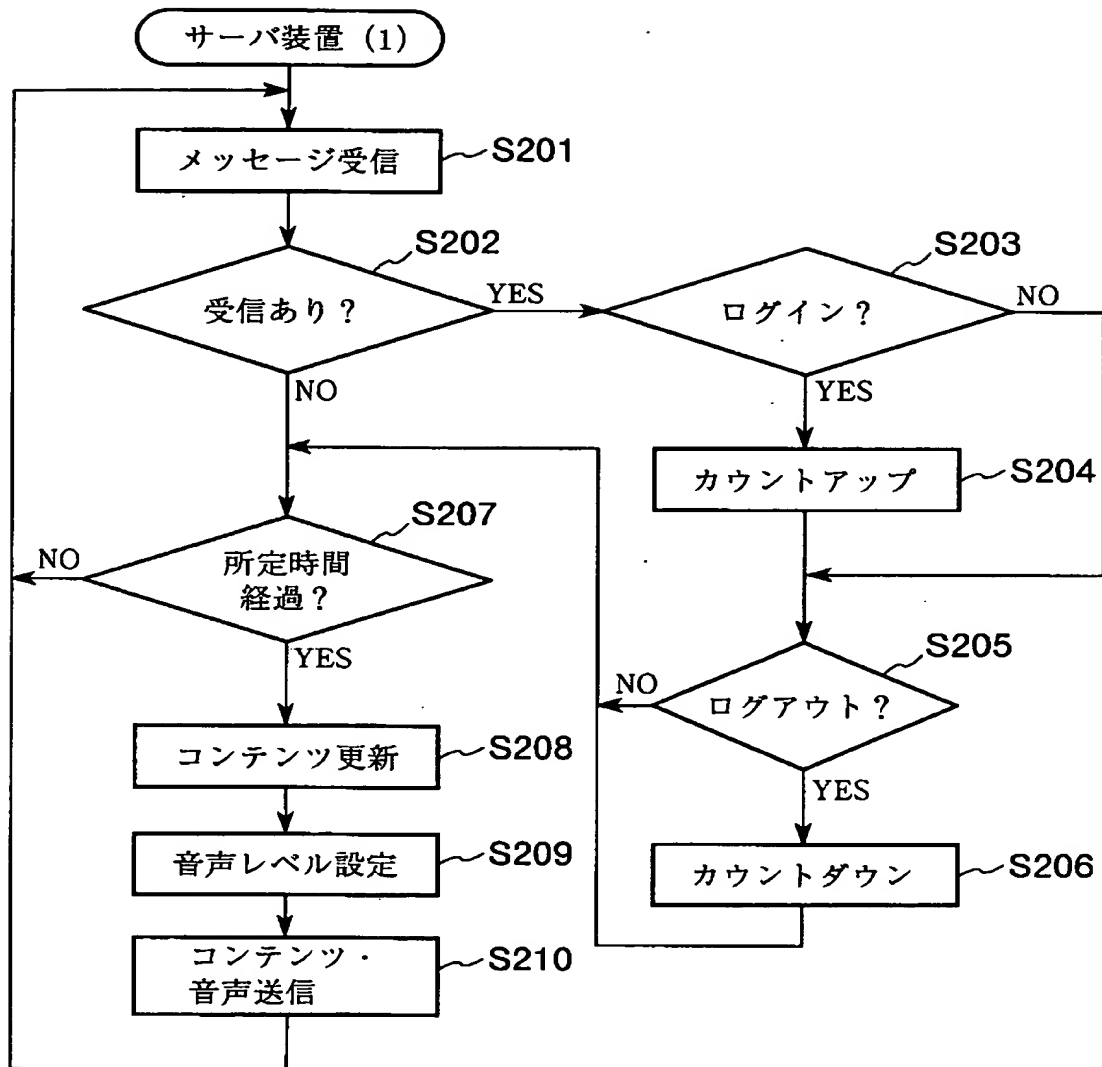 サーバ装置 (1)
メッセージ受信
S201
S202
受信あり？
YES
NO
S203
ログイン？
NO
YES
カウントアップ
S204
S207
所定時間
経過？
NO
YES
S205
ログアウト？
NO
YES
コンテンツ更新
S208
音声レベル設定
S209
カウントダウン
S206
コンテンツ・
音声送信
S210